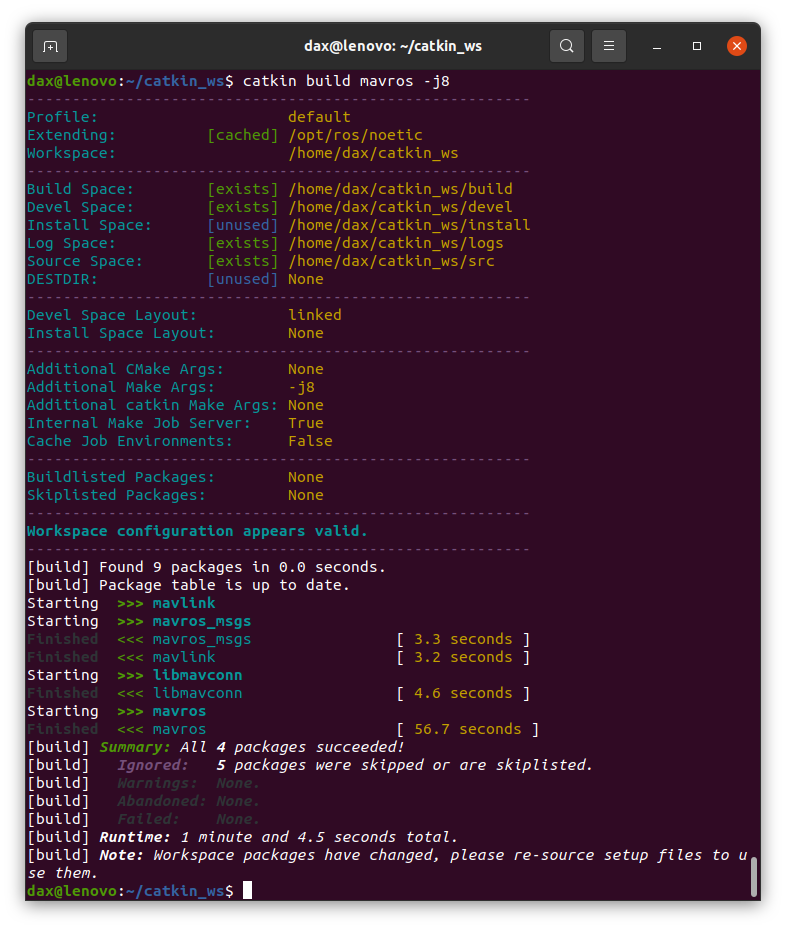 dax@lenovo: ~/catkin_ws
dax@lenovo:~/catkin_ws$ catkin build mavros -j8
--------------------------------------------------------
Profile:                     default
Extending:          [cached] /opt/ros/noetic
Workspace:                   /home/dax/catkin_ws
--------------------------------------------------------
Build Space:        [exists] /home/dax/catkin_ws/build
Devel Space:        [exists] /home/dax/catkin_ws/devel
Install Space:      [unused] /home/dax/catkin_ws/install
Log Space:          [exists] /home/dax/catkin_ws/logs
Source Space:       [exists] /home/dax/catkin_ws/src
DESTDIR:            [unused] None
--------------------------------------------------------
Devel Space Layout:          linked
Install Space Layout:        None
--------------------------------------------------------
Additional CMake Args:       None
Additional Make Args:        -j8
Additional catkin Make Args: None
Internal Make Job Server:    True
Cache Job Environments:      False
--------------------------------------------------------
Buildlisted Packages:        None
Skiplisted Packages:         None
--------------------------------------------------------
Workspace configuration appears valid.
--------------------------------------------------------
[build] Found 9 packages in 0.0 seconds.
[build] Package table is up to date.
Starting  >>> mavlink
Starting  >>> mavros_msgs
Finished  <<< mavros_msgs                [ 3.3 seconds ]
Finished  <<< mavlink                    [ 3.2 seconds ]
Starting  >>> libmavconn
Finished  <<< libmavconn                 [ 4.6 seconds ]
Starting  >>> mavros
Finished  <<< mavros                     [ 56.7 seconds ]
[build] Summary: All 4 packages succeeded!
[build]   Ignored:   5 packages were skipped or are skiplisted.
[build]   Warnings:  None.
[build]   Abandoned: None.
[build]   Failed:    None.
[build] Runtime: 1 minute and 4.5 seconds total.
[build] Note: Workspace packages have changed, please re-source setup files to u
se them.
dax@lenovo:~/catkin_ws$